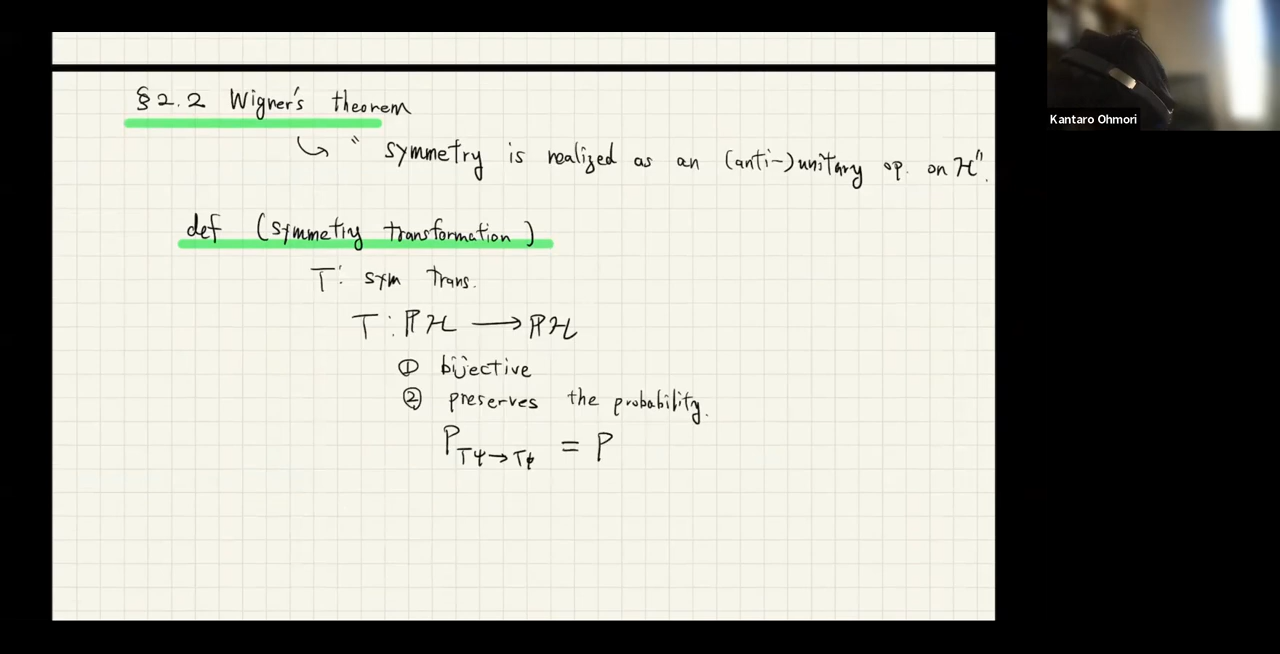 §2.2 Wigner's theorem
↳ "symmetry is realized as an (anti-)unitary op. on ℋ".
def (symmetry transformation)
T: sym trans.
T: ℙℋ → ℙℋ
① bijective
② preserves the probability.
P_{Tψ→Tφ} = P
Kantaro Ohmori